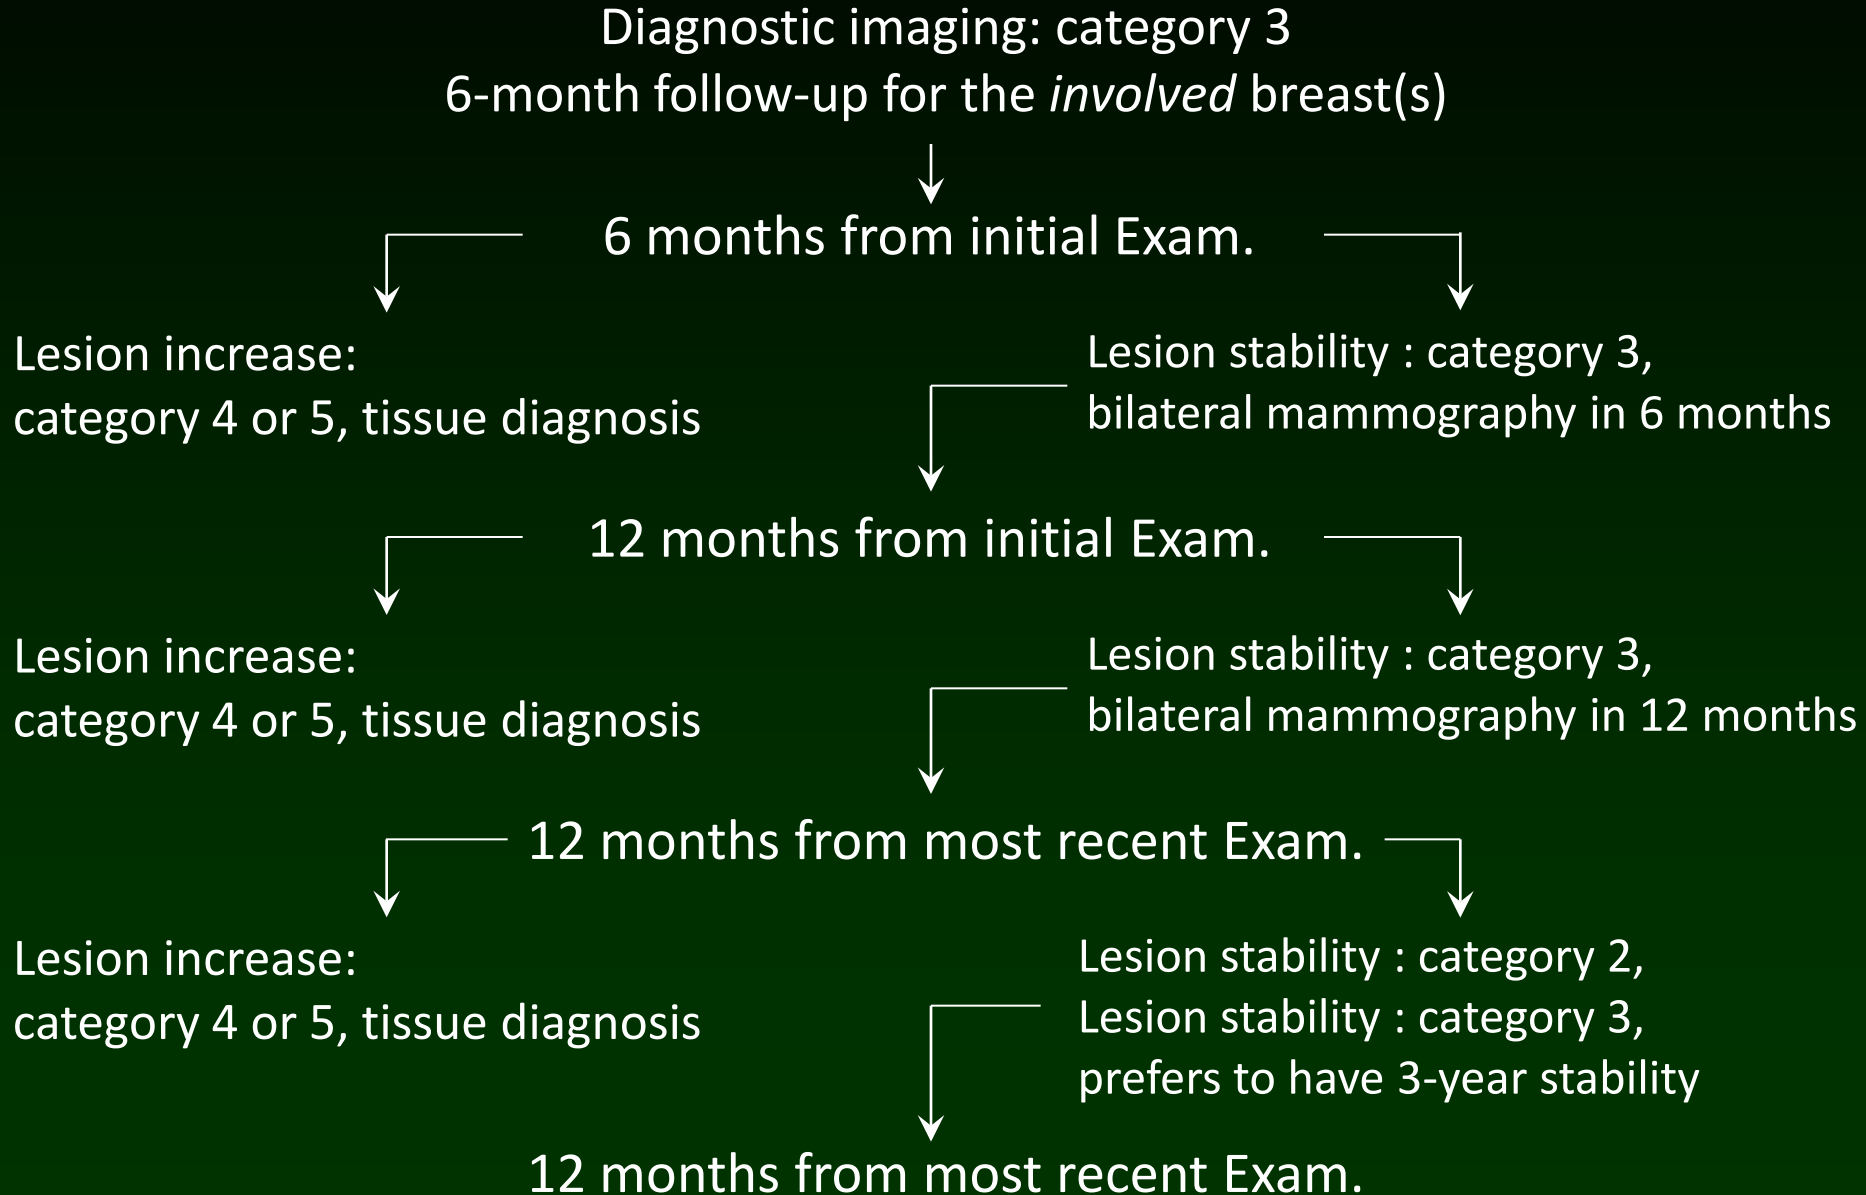 Diagnostic imaging: category 3
6-month follow-up for the involved breast(s)
6 months from initial Exam.
Lesion increase:
category 4 or 5, tissue diagnosis
Lesion stability : category 3,
bilateral mammography in 6 months
12 months from initial Exam.
Lesion increase:
category 4 or 5, tissue diagnosis
Lesion stability : category 3,
bilateral mammography in 12 months
12 months from most recent Exam.
Lesion increase:
category 4 or 5, tissue diagnosis
Lesion stability : category 2,
Lesion stability : category 3,
prefers to have 3-year stability
12 months from most recent Exam.